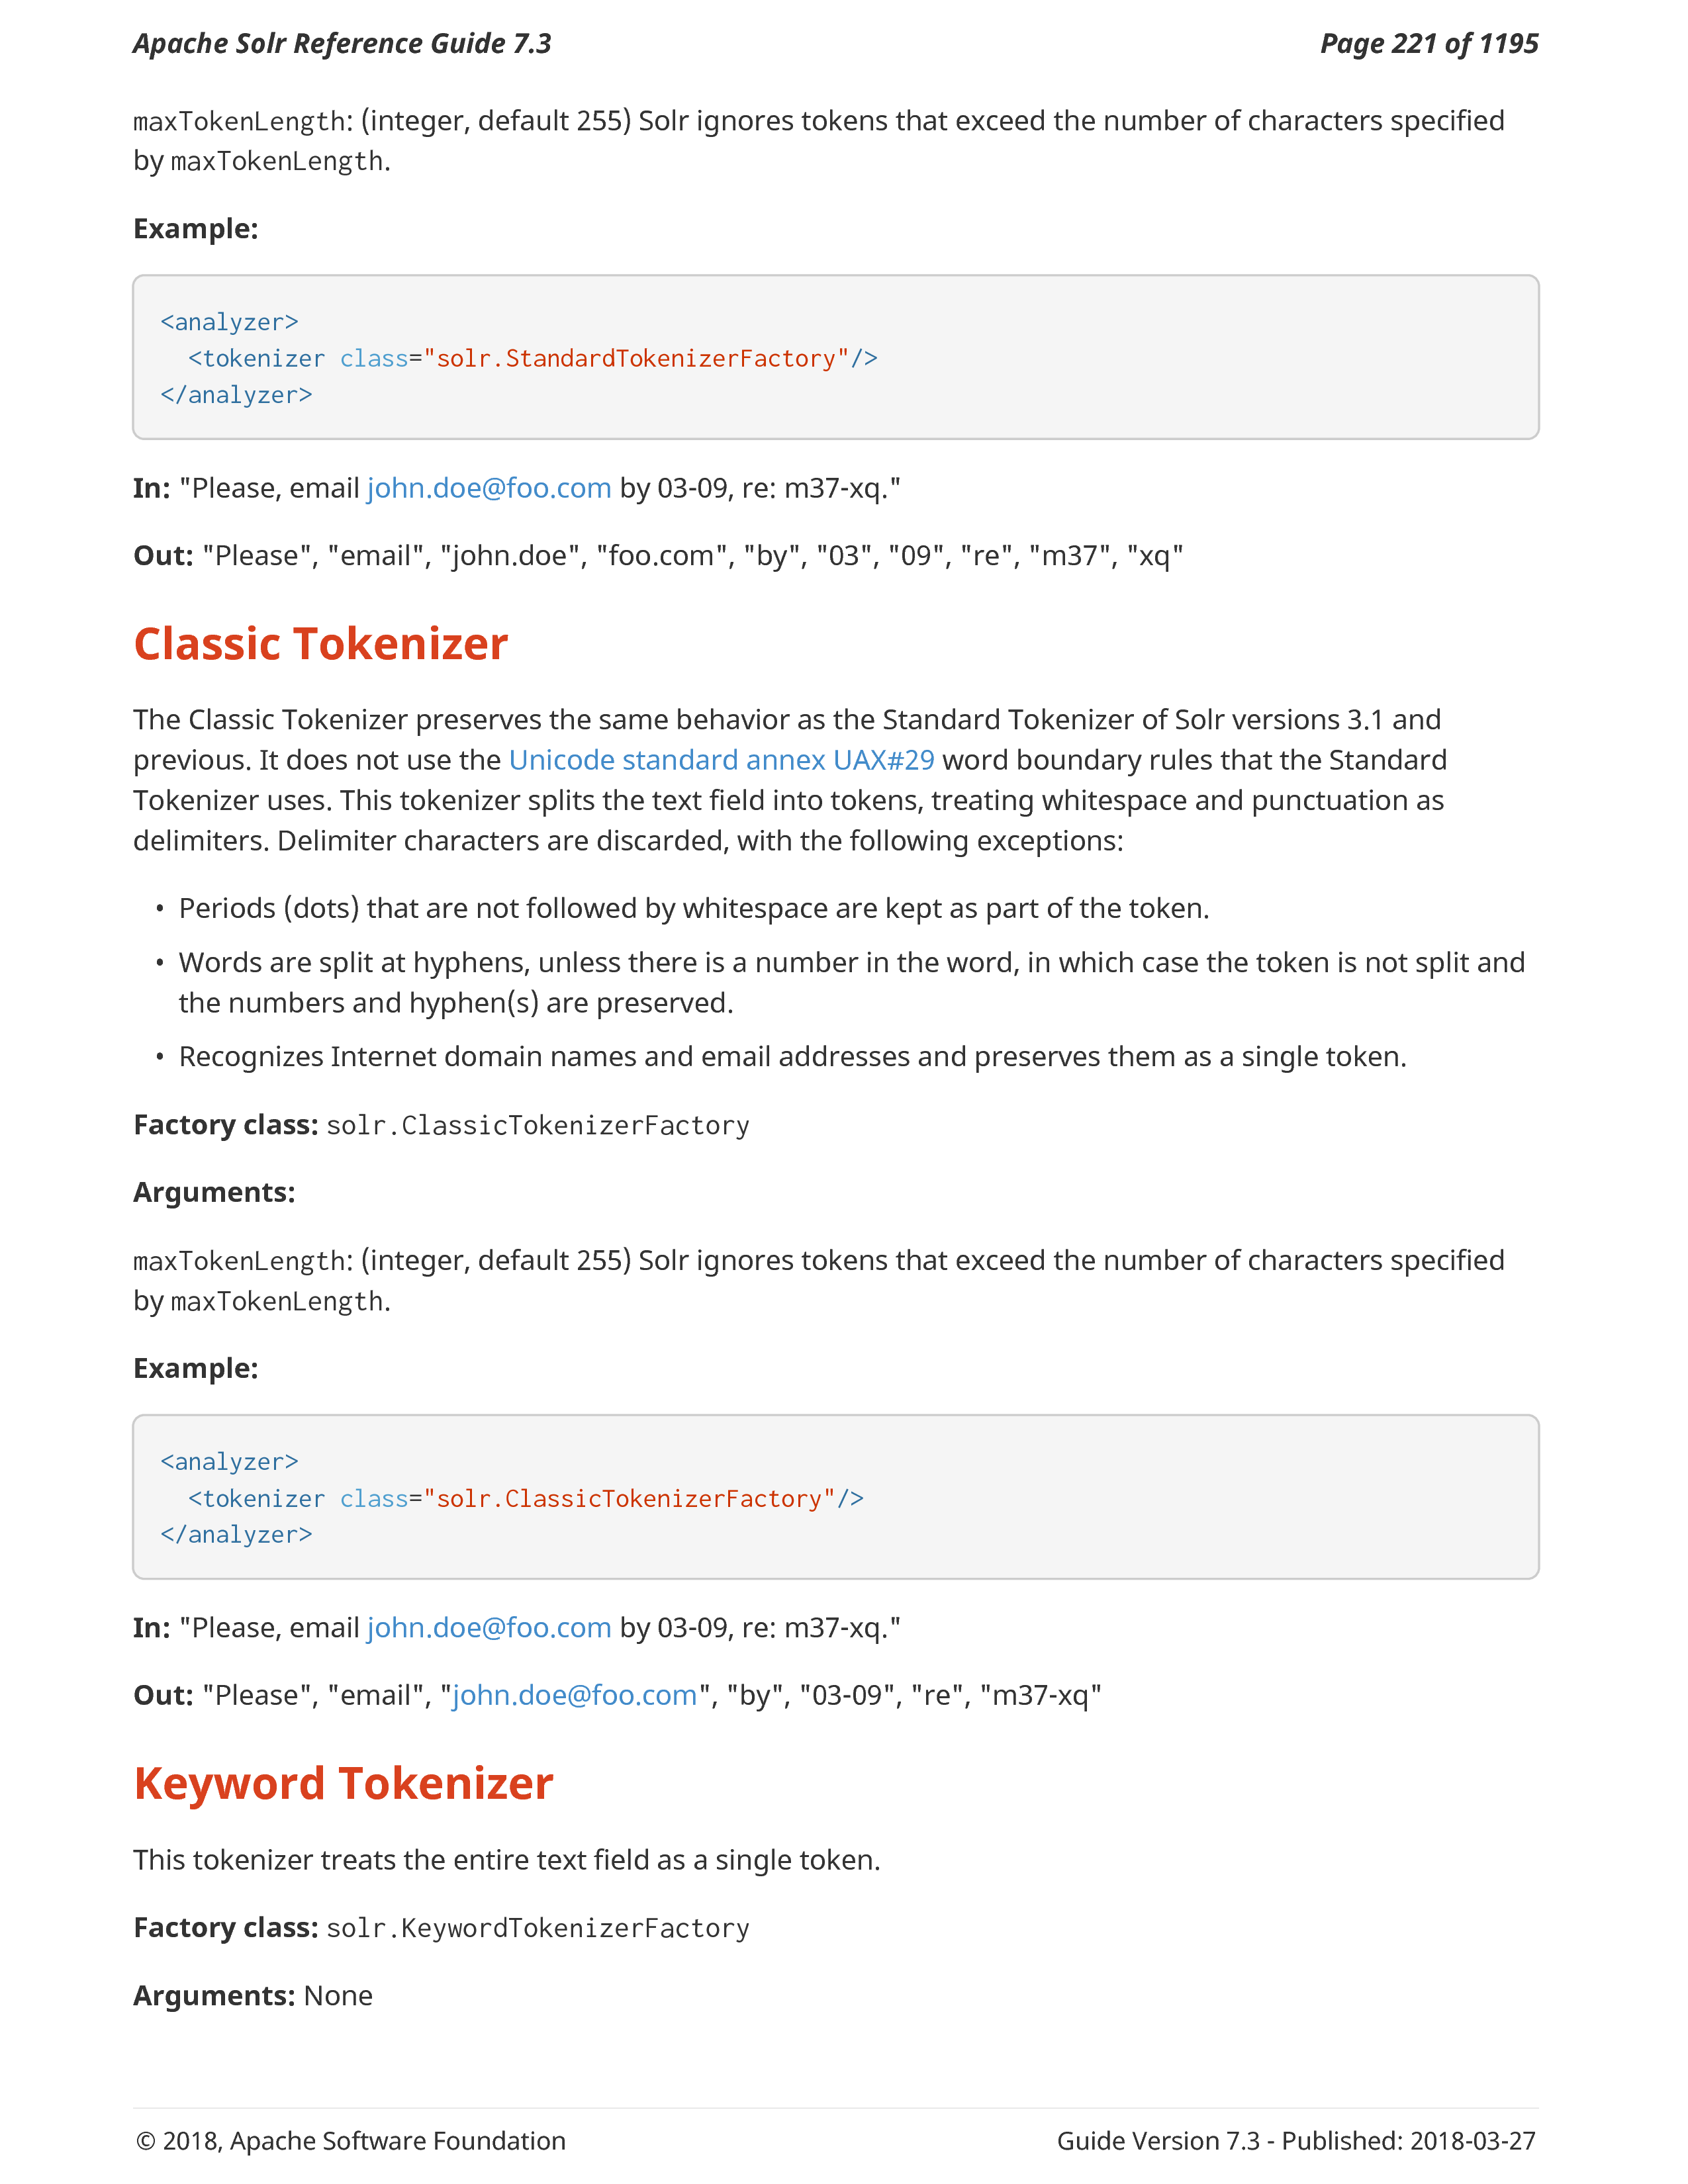 Apache Solr Reference Guide 7.3 Page 221 of 1195
maxTokenLength: (integer, default 255) Solr ignores tokens that exceed the number of characters specified
by maxTokenLength.
Example:
<analyzer>
  <tokenizer class="solr.StandardTokenizerFactory"/>
</analyzer>
In: "Please, email john.doe@foo.com by 03-09, re: m37-xq."
Out: "Please", "email", "john.doe", "foo.com", "by", "03", "09", "re", "m37", "xq"
Classic Tokenizer
The Classic Tokenizer preserves the same behavior as the Standard Tokenizer of Solr versions 3.1 and
previous. It does not use the Unicode standard annex UAX#29 word boundary rules that the Standard
Tokenizer uses. This tokenizer splits the text field into tokens, treating whitespace and punctuation as
delimiters. Delimiter characters are discarded, with the following exceptions:
• Periods (dots) that are not followed by whitespace are kept as part of the token.
• Words are split at hyphens, unless there is a number in the word, in which case the token is not split and
the numbers and hyphen(s) are preserved.
• Recognizes Internet domain names and email addresses and preserves them as a single token.
Factory class: solr.ClassicTokenizerFactory
Arguments:
maxTokenLength: (integer, default 255) Solr ignores tokens that exceed the number of characters specified
by maxTokenLength.
Example:
<analyzer>
  <tokenizer class="solr.ClassicTokenizerFactory"/>
</analyzer>
In: "Please, email john.doe@foo.com by 03-09, re: m37-xq."
Out: "Please", "email", "john.doe@foo.com", "by", "03-09", "re", "m37-xq"
Keyword Tokenizer
This tokenizer treats the entire text field as a single token.
Factory class: solr.KeywordTokenizerFactory
Arguments: None
© 2018, Apache Software Foundation Guide Version 7.3 - Published: 2018-03-27